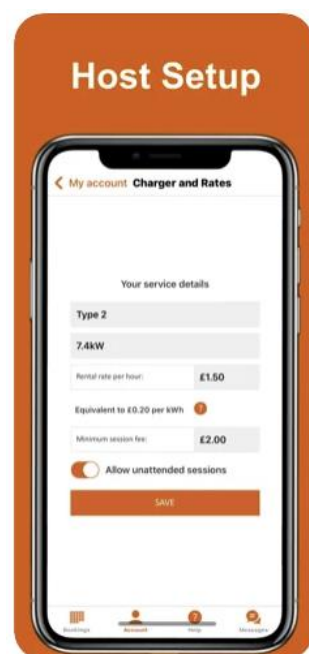 Host Setup
My account Charger and Rates
Your service details
Type 2
7.4kW
Rental rate per hour: £1.50
Equivalent to £0.20 per kWh ?
Minimum session fee: £2.00
Allow unattended sessions
SAVE
Bookings Account Help Messages